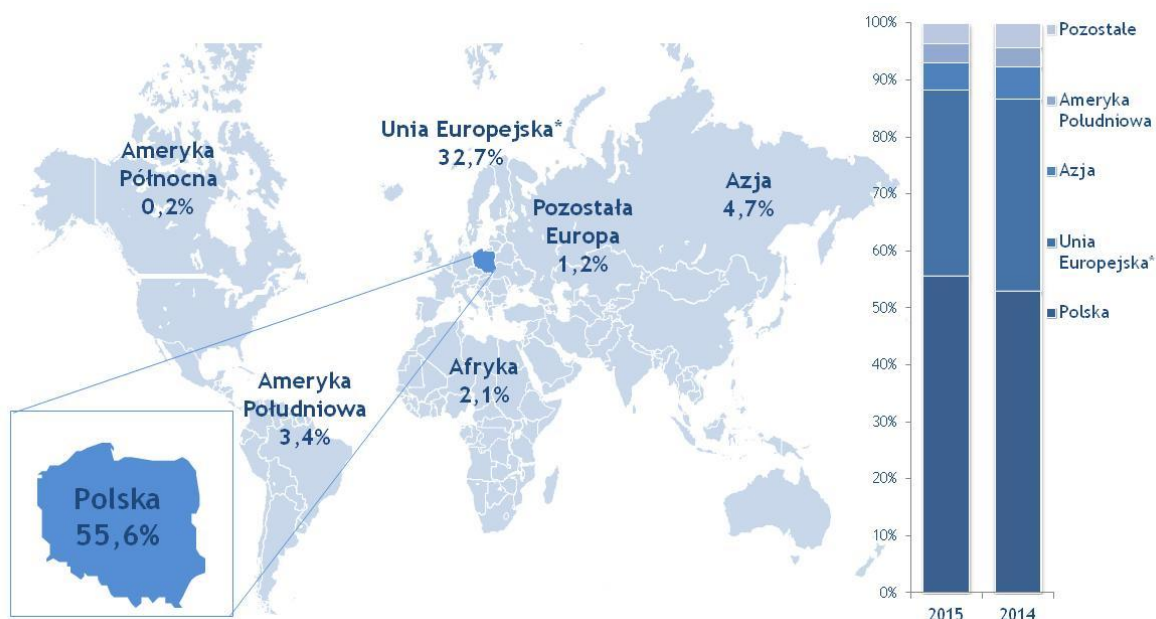 Ameryka
Północna
0,2%
Unia Europejska*
32,7%
Pozostała
Europa
1,2%
Azja
4,7%
Afryka
2,1%
Ameryka
Południowa
3,4%
Polska
55,6%
100%
90%
80%
70%
60%
50%
40%
30%
20%
10%
0%
2015
2014
Pozostałe
Ameryka
Południowa
Azja
Unia
Europejska*
Polska